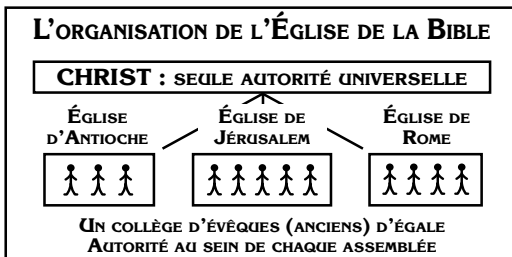 L'organisation de l'Église de la Bible
CHRIST : seule autorité universelle
Église d'Antioche
Église de Jérusalem
Église de Rome
Un collège d'évêques (anciens) d'égale
Autorité au sein de chaque assemblée